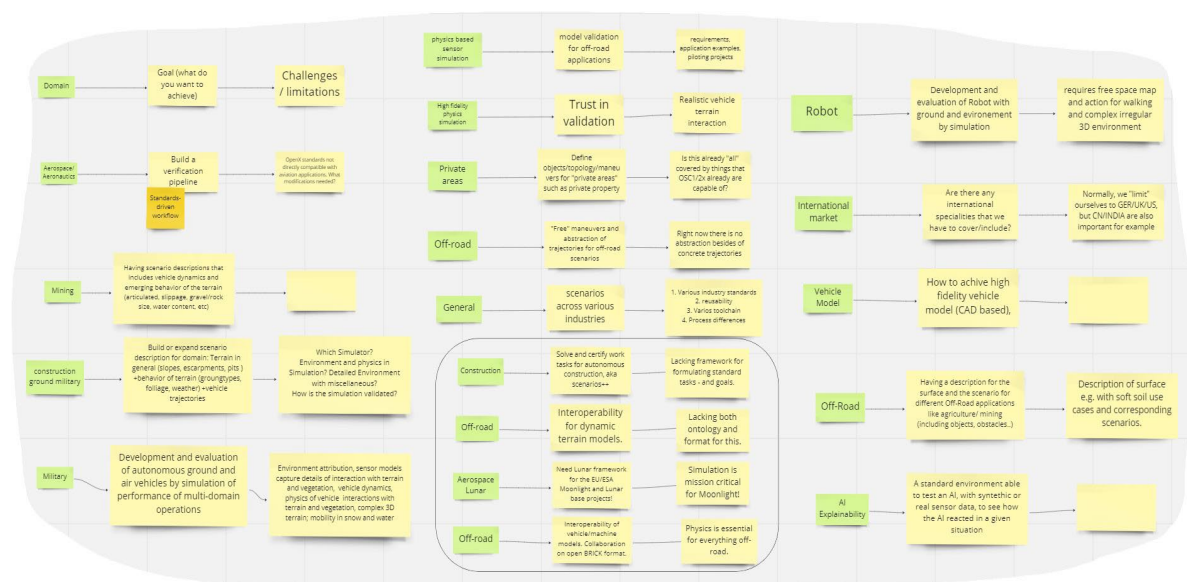 Domain
Goal (what do
you want to
achieve)
Challenges
/ limitations
Aerospace/
Aeronautics
Build a
verification
pipeline
Standards-
driven
workflow
OpenX standards not
directly compatible with
aviation applications. What
modifications needed?
Mining
Having scenario descriptions that
includes vehicle dynamics and
emerging behavior of the terrain
(articulated, slippage, gravel/rock
size, water content, etc)
construction
ground military
Build or expand scenario
description for domain: Terrain in
general (slopes, escarpments, pits )
+behavior of terrain (groungtypes,
folliage, weather) +vehicle
trajectories
Which Simulator?
Environment and physics in
Simulation? Detailed Environment
with miscellaneous?
How is the simulation validated?
Military
Development and
evaluation of
autonomous ground and
air vehicles by simulation
of performance of
multi-domain
operations
Environment attribution, sensor models
capture details of interaction with terrain
and vegetation, vehicle dynamics,
physics of vehicle interactions with
terrain and vegetation, complex 3D
terrain; mobility in snow and water
physics based
sensor
simulation
model validation
for off-road
applications
requirements,
application examples,
piloting projects
High fidelity
physics
simulation
Trust in
validation
Realistic vehicle
terrain
interaction
Private
areas
Define
objects/topology/maneu
vers for "private areas"
such as private property
Is this already "all"
covered by things that
OSC1/2x already are
capable of?
Off-road
"Free" maneuvers and
abstraction of
trajectories for off-road
scenarios
Right now there is no
abstraction besides of
concrete trajectories
General
scenarios
across various
industries
1. Various industry standards
2. reusability
3. Varios toolchain
4. Process differences
Construction
Solve and certify work
tasks for autonomous
construction, aka
scenarios++
Lacking framework for
formulating standard
tasks - and goals.
Off-road
Interoperability
for dynamic
terrain models.
Lacking both
ontology and
format for this.
Aerospace
Lunar
Need Lunar framework
for the EU/ESA
Moonlight and Lunar
base projects!
Simulation is
mission critical
for Moonlight!
Off-road
Interoperability of
vehicle/machine
models. Collaboration
on open BRICK format.
Physics is essential
for everything off-
road.
Robot
Development and
evaluation of Robot with
ground and evironement
by simulation
requires free space map
and action for walking
and complex irregular
3D environment
International
market
Are there any
international
specialities that we
have to cover/include?
Normally, we "limit"
ourselves to GER/UK/US,
but CN/INDIA are also
important for example
Vehicle
Model
How to achive high
fidelity vehicle
model (CAD based),
Off-Road
Having a description for the
surface and the scenario for
different Off-Road applications
like agriculture/ mining
(including objects, obstacles..)
Description of surface
e.g. with soft soil use
cases and corresponding
scenarios.
AI
Explainability
A standard environment able
to test an AI, with syntethic or
real sensor data, to see how
the AI reacted in a given
situation